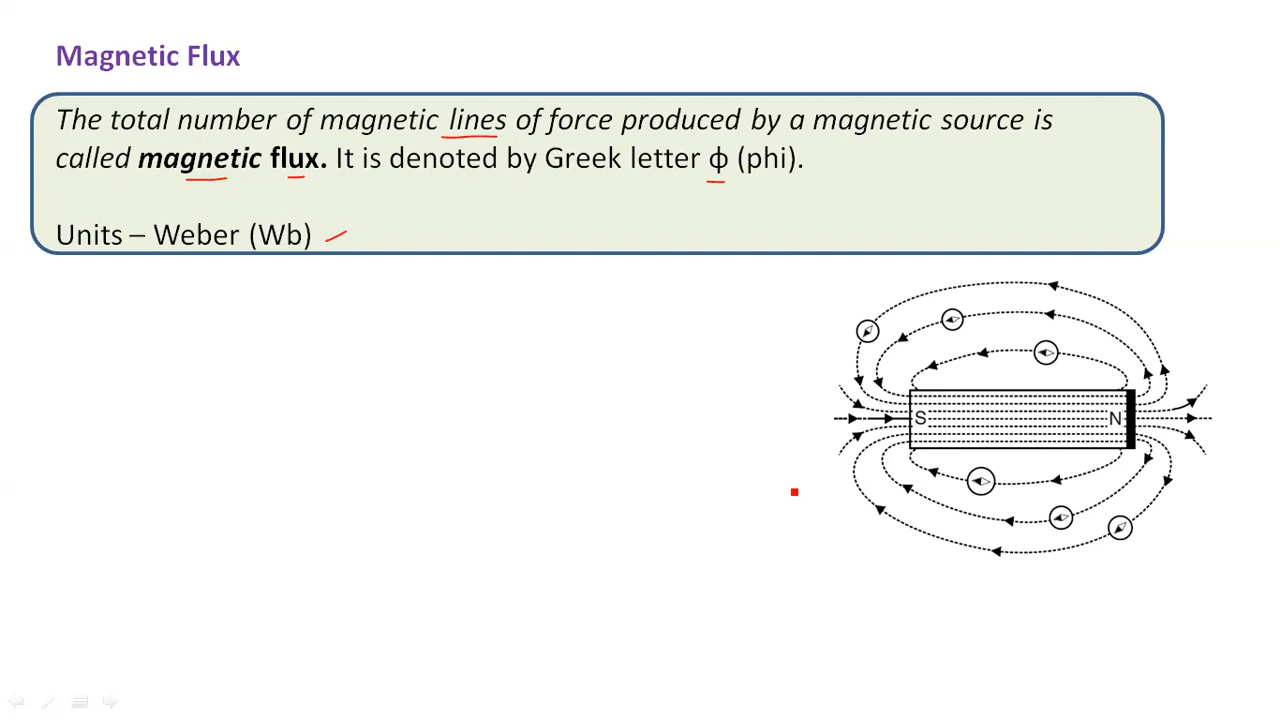 Magnetic Flux
The total number of magnetic lines of force produced by a magnetic source is
called magnetic flux. It is denoted by Greek letter ϕ (phi).
Units – Weber (Wb)
S N